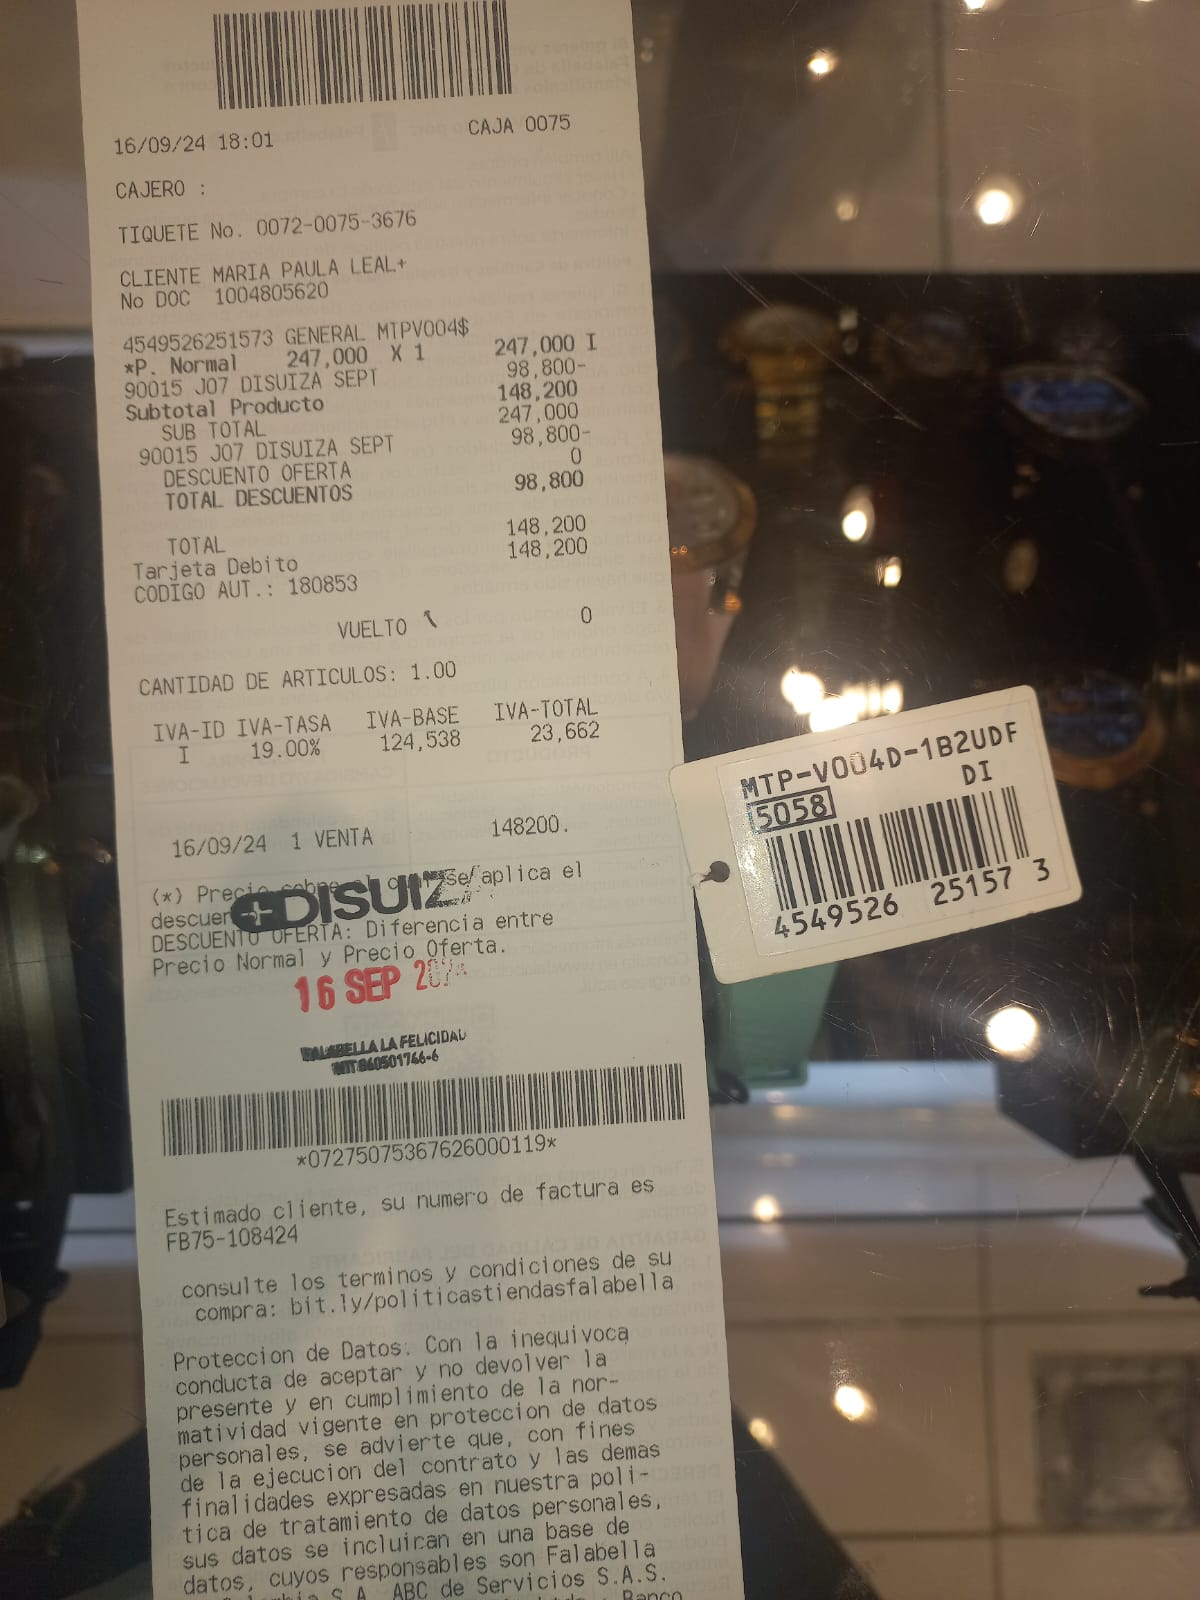 16/09/24 18:01 CAJA 0075
CAJERO :
TIQUETE No. 0072-0075-3676
CLIENTE MARIA PAULA LEAL+
No DOC 1004805620
4549526251573 GENERAL MTPV004$
*P. Normal 247,000 X 1 247,000 I
90015 J07 DISUIZA SEPT 98,800-
Subtotal Producto 148,200
SUB TOTAL 247,000
90015 J07 DISUIZA SEPT 98,800-
DESCUENTO OFERTA 0
TOTAL DESCUENTOS 98,800
TOTAL 148,200
Tarjeta Debito 148,200
CODIGO AUT.: 180853
VUELTO 0
CANTIDAD DE ARTICULOS: 1.00
IVA-ID IVA-TASA IVA-BASE IVA-TOTAL
I 19.00% 124,538 23,662
16/09/24 1 VENTA 148200.
(*) Precio sobre el se aplica el
DISUIZA
DESCUENTO OFERTA: Diferencia entre
Precio Normal y Precio Oferta.
16 SEP 2024
FALABELLA LA FELICIDAD
NIT 860501766-6
*07275075367626000119*
Estimado cliente, su numero de factura es
FB75-108424
consulte los terminos y condiciones de su
compra: bit.ly/politicastiendasfalabella
Proteccion de Datos: Con la inequivoca
conducta de aceptar y no devolver la
presente y en cumplimiento de la nor-
matividad vigente en proteccion de datos
personales, se advierte que, con fines
de la ejecucion del contrato y las demas
finalidades expresadas en nuestra poli-
tica de tratamiento de datos personales,
sus datos se incluiran en una base de
datos, cuyos responsables son Falabella
S.A. ABC de Servicios S.A.S.
Banco
MTP-V004D-1B2UDF
DI
5058
4549526 25157 3